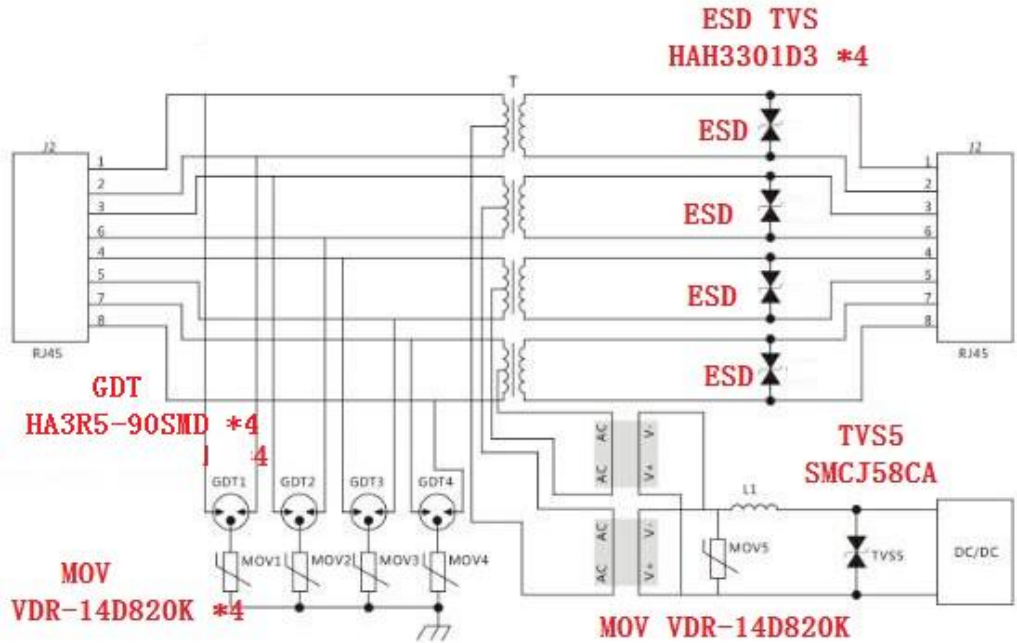 ESD TVS
HAH3301D3 *4
T
J2
1
2
3
6
4
5
7
8
RJ45
ESD
ESD
ESD
ESD
J2
1
2
3
6
4
5
7
8
RJ45
GDT
HA3R5-90SMD *4
4
GDT1
GDT2
GDT3
GDT4
MOV1
MOV2
MOV3
MOV4
MOV
VDR-14D820K *4
AC
AC
V-
V+
AC
AC
V-
V+
L1
MOV5
TVS5
SMCJ58CA
TVS5
DC/DC
MOV VDR-14D820K